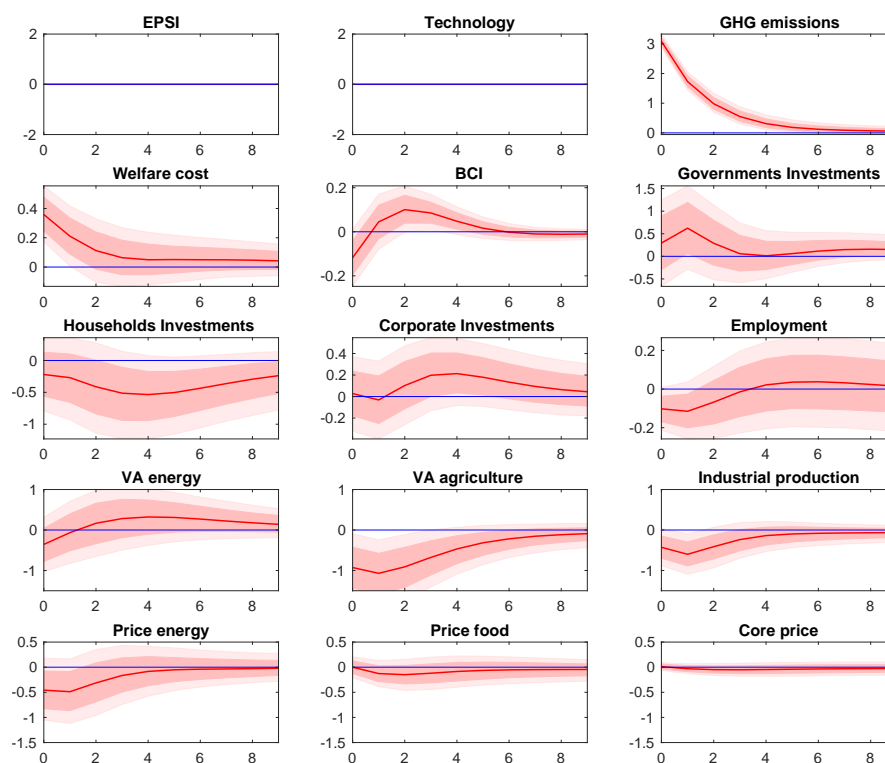 EPSI
Technology
GHG emissions
2
0
-2
0 2 4 6 8
2
0
-2
0 2 4 6 8
3
2
1
0
0 2 4 6 8
Welfare cost
BCI
Governments Investments
0.4
0.2
0
0 2 4 6 8
0.2
0
-0.2
0 2 4 6 8
1.5
1
0.5
0
-0.5
0 2 4 6 8
Households Investments
Corporate Investments
Employment
0
-0.5
-1
0 2 4 6 8
0.4
0.2
0
-0.2
0 2 4 6 8
0.2
0
-0.2
0 2 4 6 8
VA energy
VA agriculture
Industrial production
1
0
-1
0 2 4 6 8
1
0
-1
0 2 4 6 8
1
0
-1
0 2 4 6 8
Price energy
Price food
Core price
0.5
0
-0.5
-1
-1.5
0 2 4 6 8
0.5
0
-0.5
-1
-1.5
0 2 4 6 8
0.5
0
-0.5
-1
-1.5
0 2 4 6 8